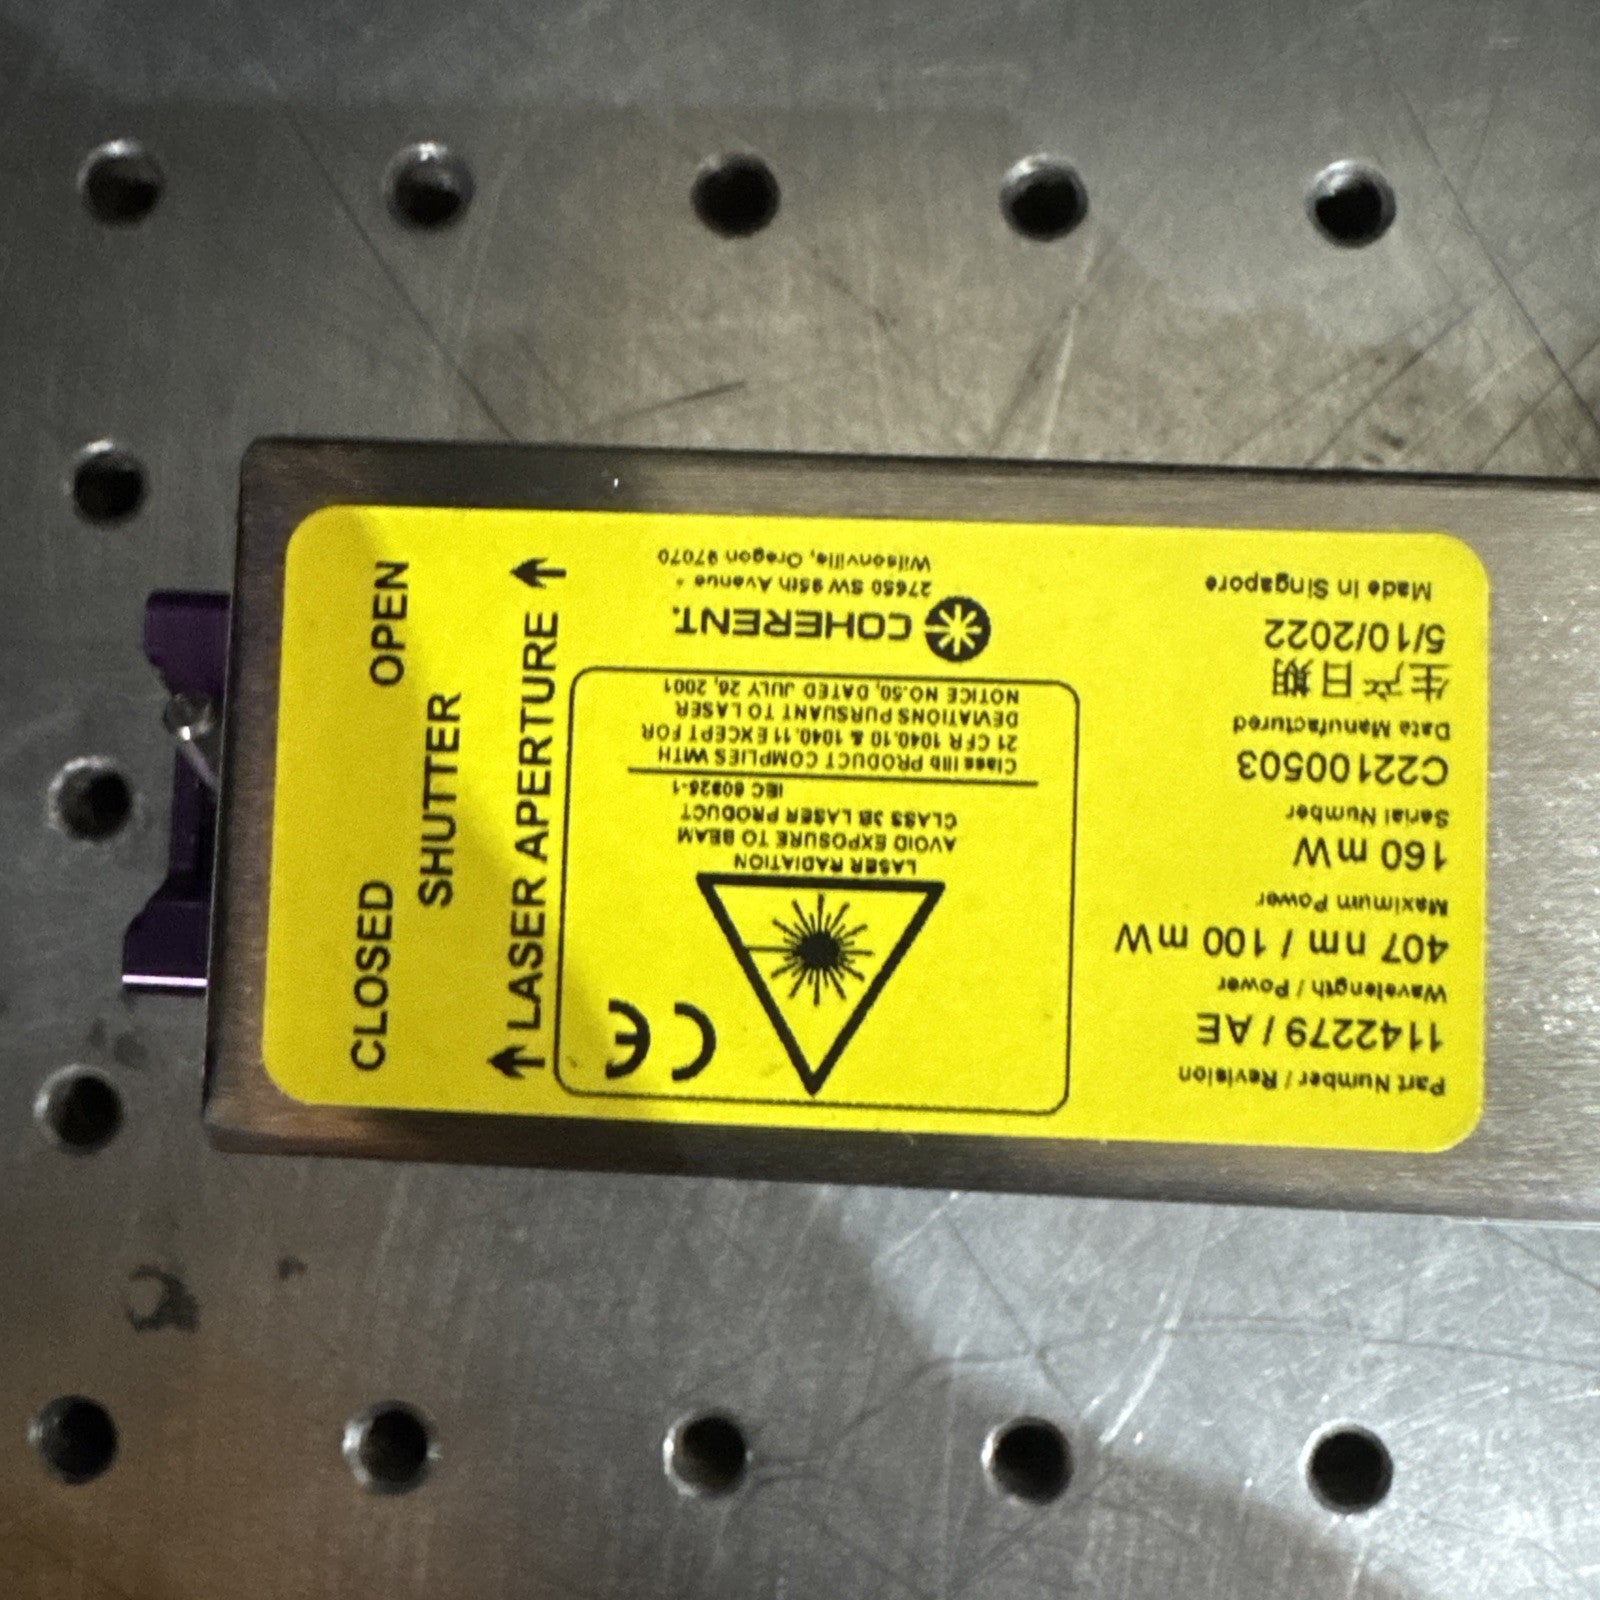 Part Number / Revision
1142279 / AE
Wavelength / Power
407 nm / 100 mW
Maximum Power
160 mW
Serial Number
C22100503
Date Manufactured
生产日期
5/10/2022
Made in Singapore
LASER RADIATION
AVOID EXPOSURE TO BEAM
CLASS 3B LASER PRODUCT
IEC 60825-1
Class IIIb PRODUCT COMPLIES WITH
21 CFR 1040.10 & 1040.11 EXCEPT FOR
DEVIATIONS PURSUANT TO LASER
NOTICE NO.50, DATED JULY 26, 2001
CE
COHERENT.
27650 SW 95th Avenue *
Wilsonville, Oregon 97070
CLOSED OPEN
SHUTTER
LASER APERTURE